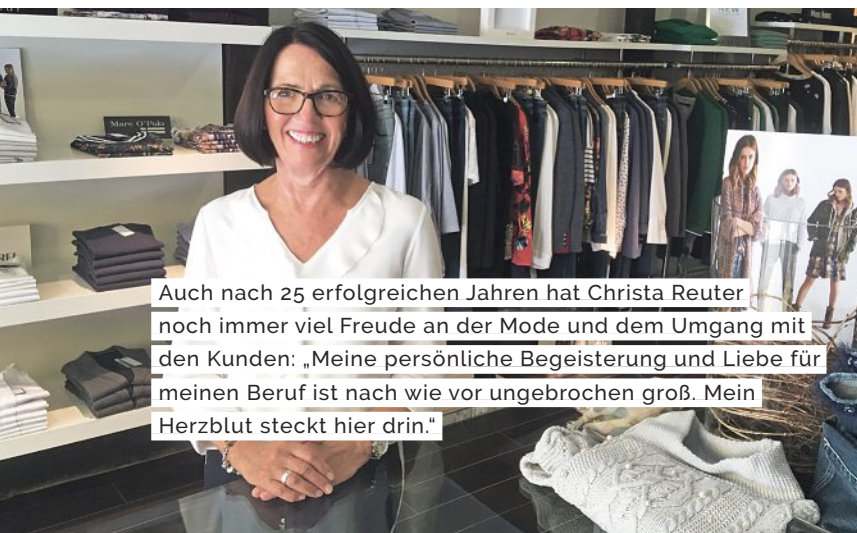 Marc O'Polo
Auch nach 25 erfolgreichen Jahren hat Christa Reuter
noch immer viel Freude an der Mode und dem Umgang mit
den Kunden: „Meine persönliche Begeisterung und Liebe für
meinen Beruf ist nach wie vor ungebrochen groß. Mein
Herzblut steckt hier drin.“